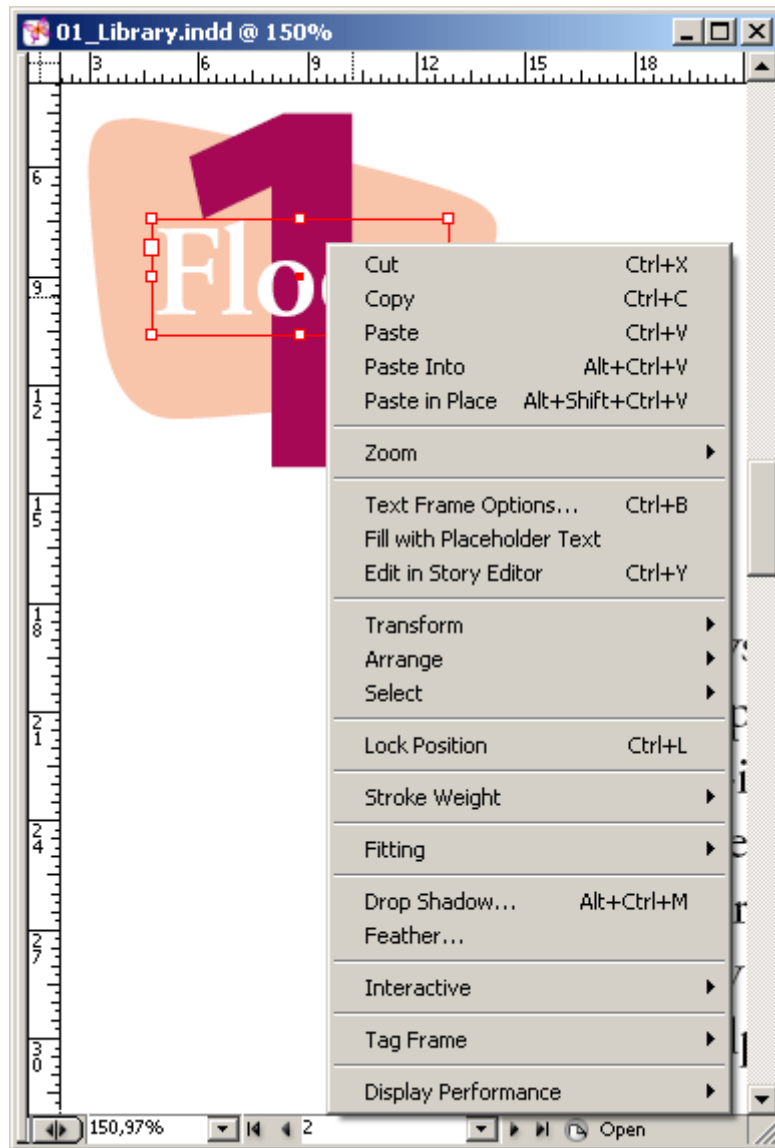 01_Library.indd @ 150%
3 6 9 12 15 18
6
9
12
15
18
21
24
27
30
1
Flo
Cut Ctrl+X
Copy Ctrl+C
Paste Ctrl+V
Paste Into Alt+Ctrl+V
Paste in Place Alt+Shift+Ctrl+V
Zoom
Text Frame Options... Ctrl+B
Fill with Placeholder Text
Edit in Story Editor Ctrl+Y
Transform
Arrange
Select
Lock Position Ctrl+L
Stroke Weight
Fitting
Drop Shadow... Alt+Ctrl+M
Feather...
Interactive
Tag Frame
Display Performance
150,97% 2 Open